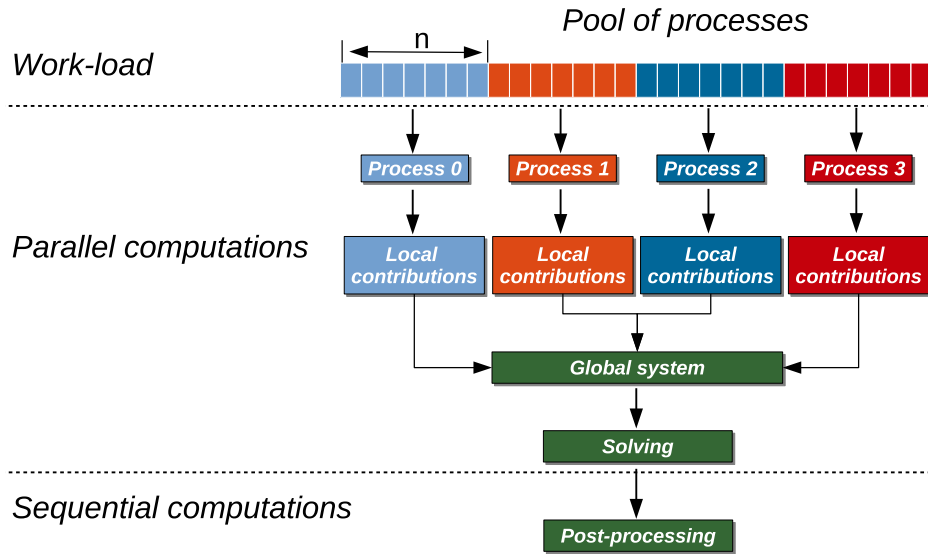 Pool of processes
n
Work-load
Process 0
Process 1
Process 2
Process 3
Parallel computations
Local
contributions
Local
contributions
Local
contributions
Local
contributions
Global system
Solving
Sequential computations
Post-processing